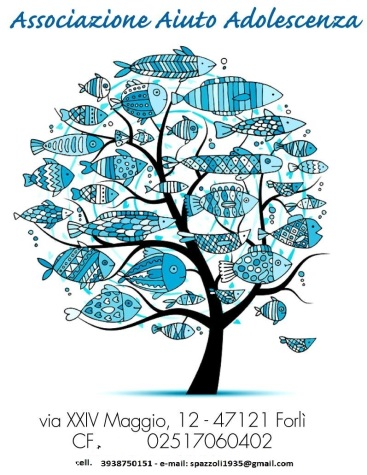 Associazione Aiuto Adolescenza
via XXIV Maggio, 12 - 47121 Forlì
CF. 02517060402
cell. 3938750151 - e-mail: spazzoli1935@gmail.com